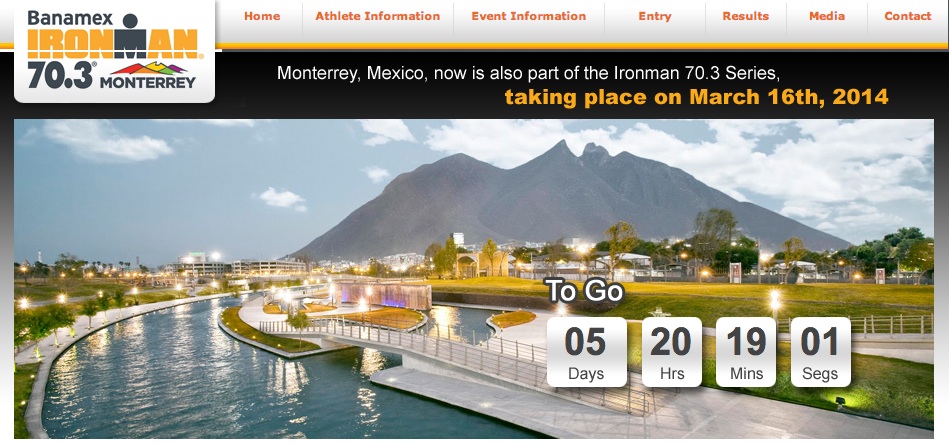 Banamex
IRONMAN®
70.3® MONTERREY
Home Athlete Information Event Information Entry Results Media Contact
Monterrey, Mexico, now is also part of the Ironman 70.3 Series,
taking place on March 16th, 2014
To Go
05 20 19 01
Days Hrs Mins Segs